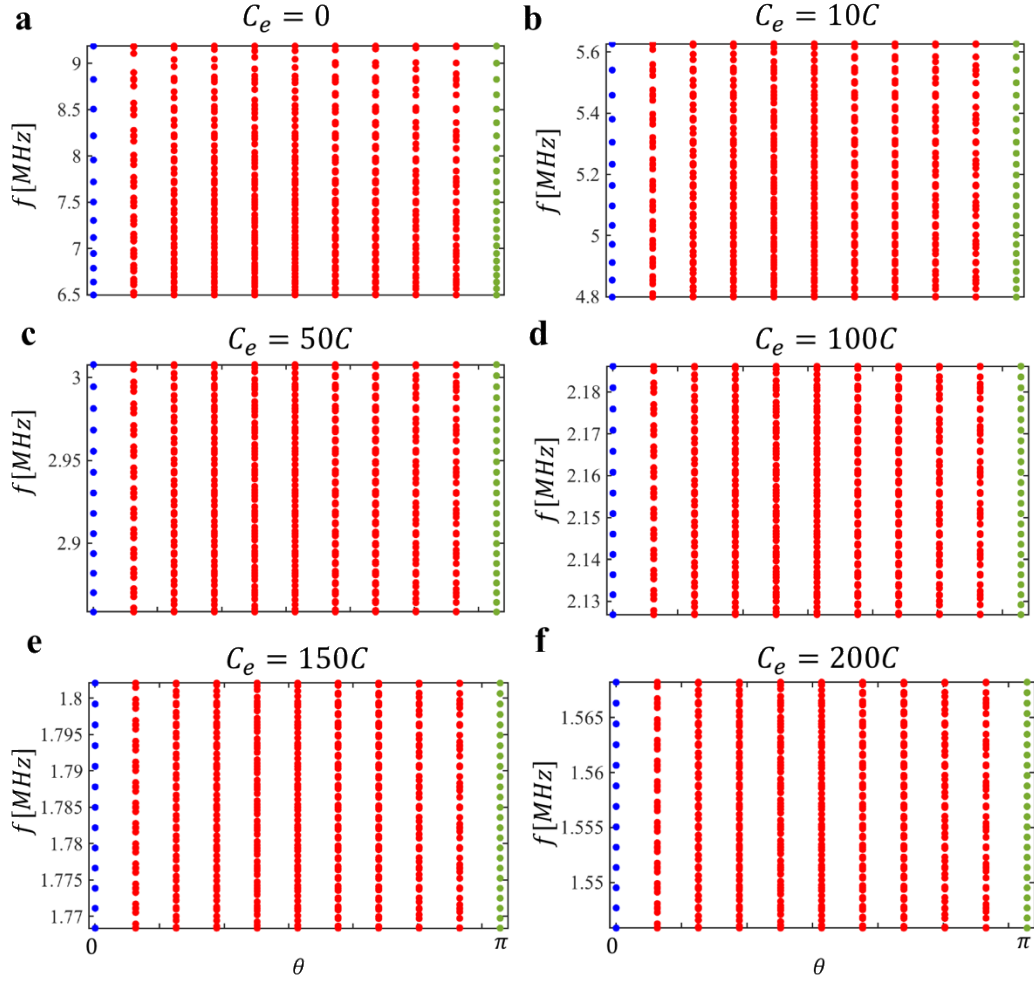 a
C_e = 0
f[MHz]
9
8.5
8
7.5
7
6.5
b
C_e = 10C
f[MHz]
5.6
5.4
5.2
5
4.8
c
C_e = 50C
f[MHz]
3
2.95
2.9
d
C_e = 100C
f[MHz]
2.18
2.17
2.16
2.15
2.14
2.13
e
C_e = 150C
f[MHz]
1.8
1.795
1.79
1.785
1.78
1.775
1.77
0
π
θ
f
C_e = 200C
f[MHz]
1.565
1.56
1.555
1.55
0
π
θ